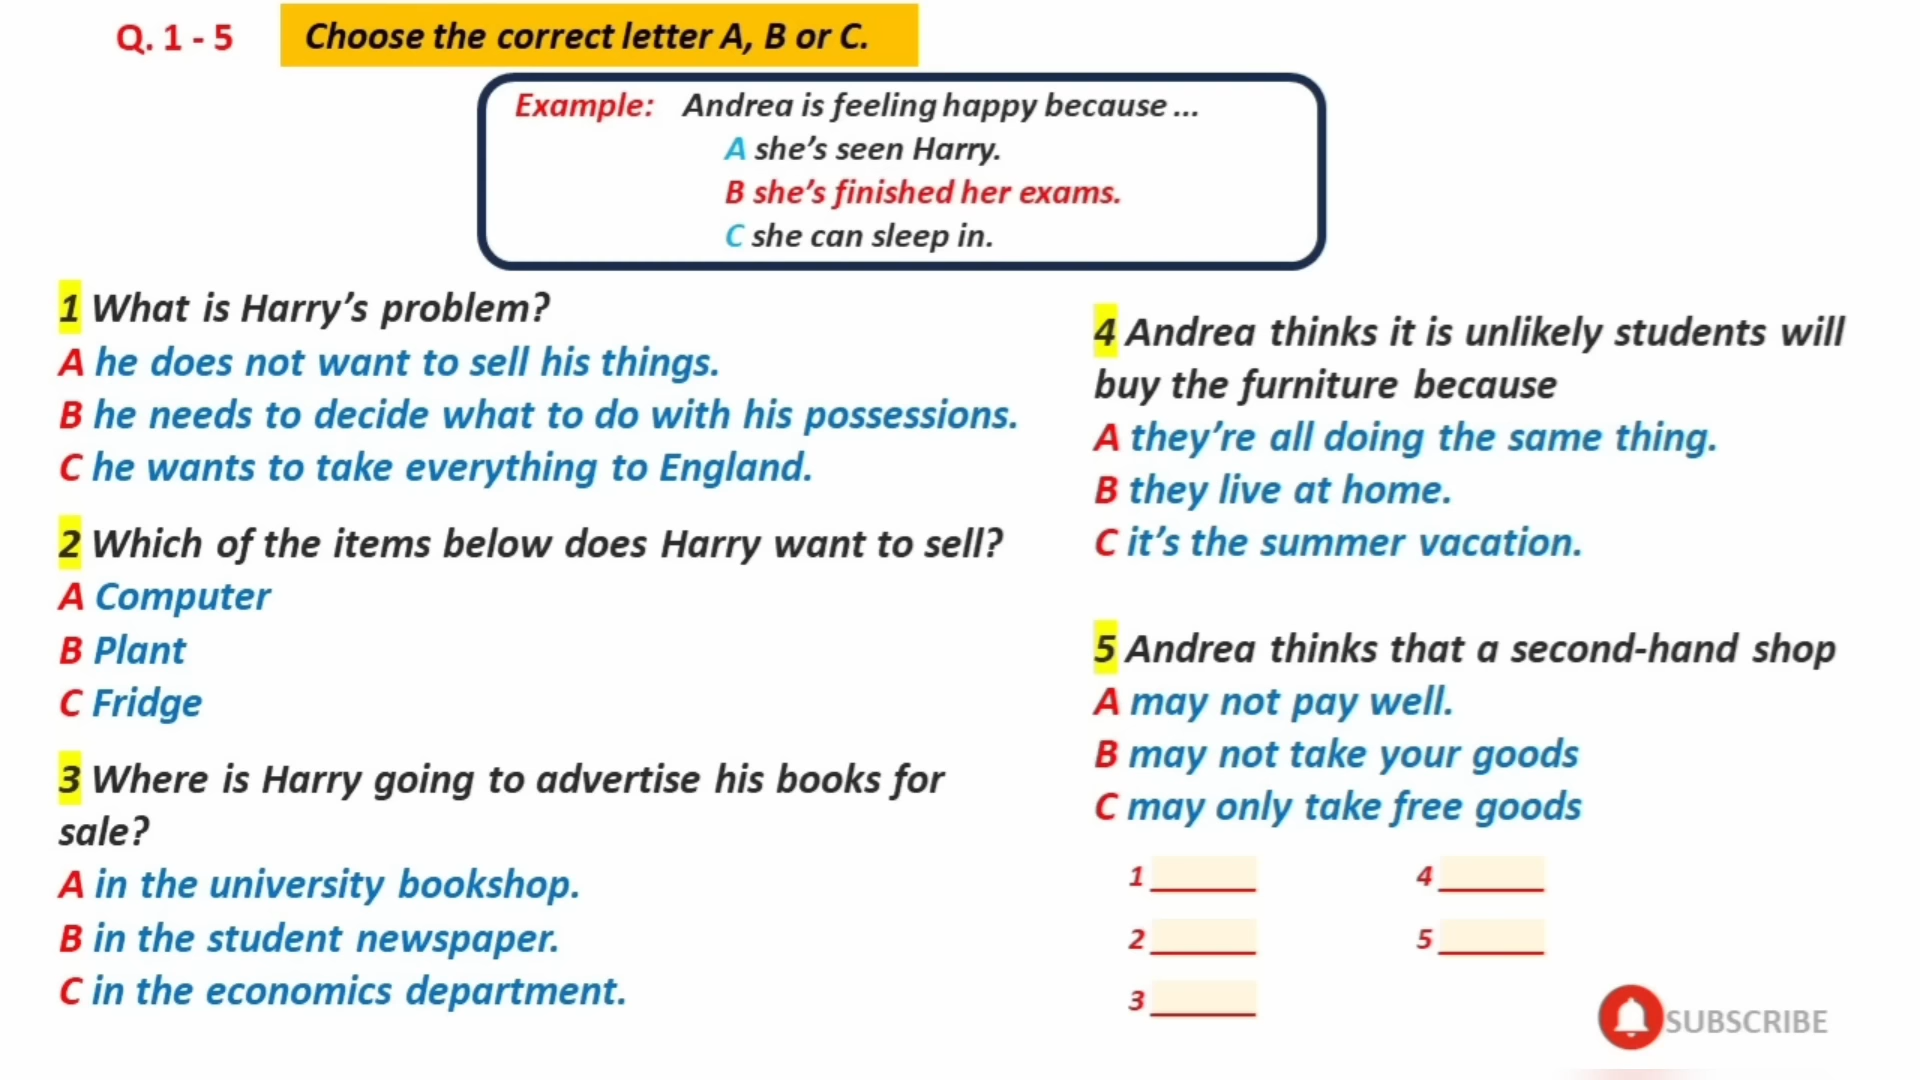 Q. 1 - 5
Choose the correct letter A, B or C.
Example: Andrea is feeling happy because ...
A she's seen Harry.
B she's finished her exams.
C she can sleep in.
1 What is Harry's problem?
A he does not want to sell his things.
B he needs to decide what to do with his possessions.
C he wants to take everything to England.
2 Which of the items below does Harry want to sell?
A Computer
B Plant
C Fridge
3 Where is Harry going to advertise his books for
sale?
A in the university bookshop.
B in the student newspaper.
C in the economics department.
4 Andrea thinks it is unlikely students will
buy the furniture because
A they're all doing the same thing.
B they live at home.
C it's the summer vacation.
5 Andrea thinks that a second-hand shop
A may not pay well.
B may not take your goods
C may only take free goods
1 ______ 4 ______
2 ______ 5 ______
3 ______
SUBSCRIBE